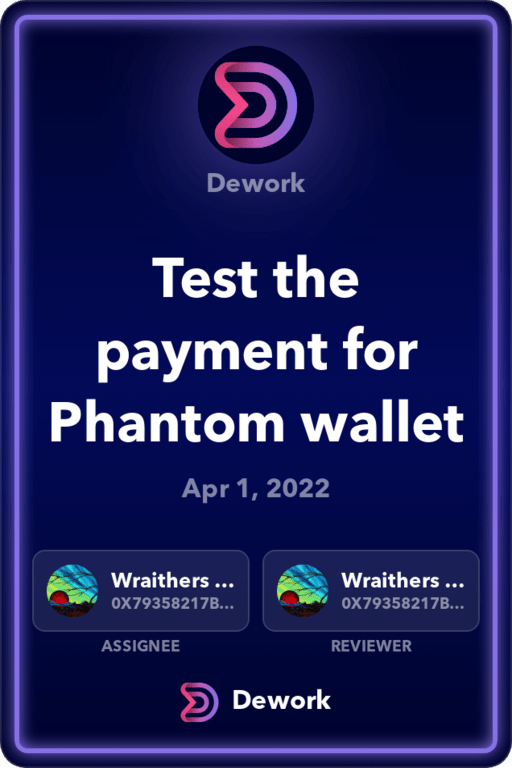 Dework
Test the
payment for
Phantom wallet
Apr 1, 2022
Wraithers ...
0X79358217B...
ASSIGNEE
Wraithers ...
0X79358217B...
REVIEWER
Dework